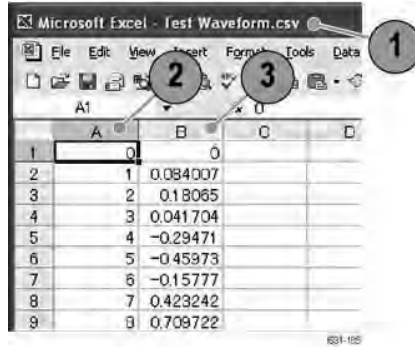 Microsoft Excel - Test Waveform.csv
1
File Edit View Insert Format Tools Data
2 3
A1 0
A B C D
1 0 0
2 1 0.084007
3 2 0.18065
4 3 0.041704
5 4 -0.29471
6 5 -0.45973
7 6 -0.15777
8 7 0.423242
9 8 0.709722
631-185